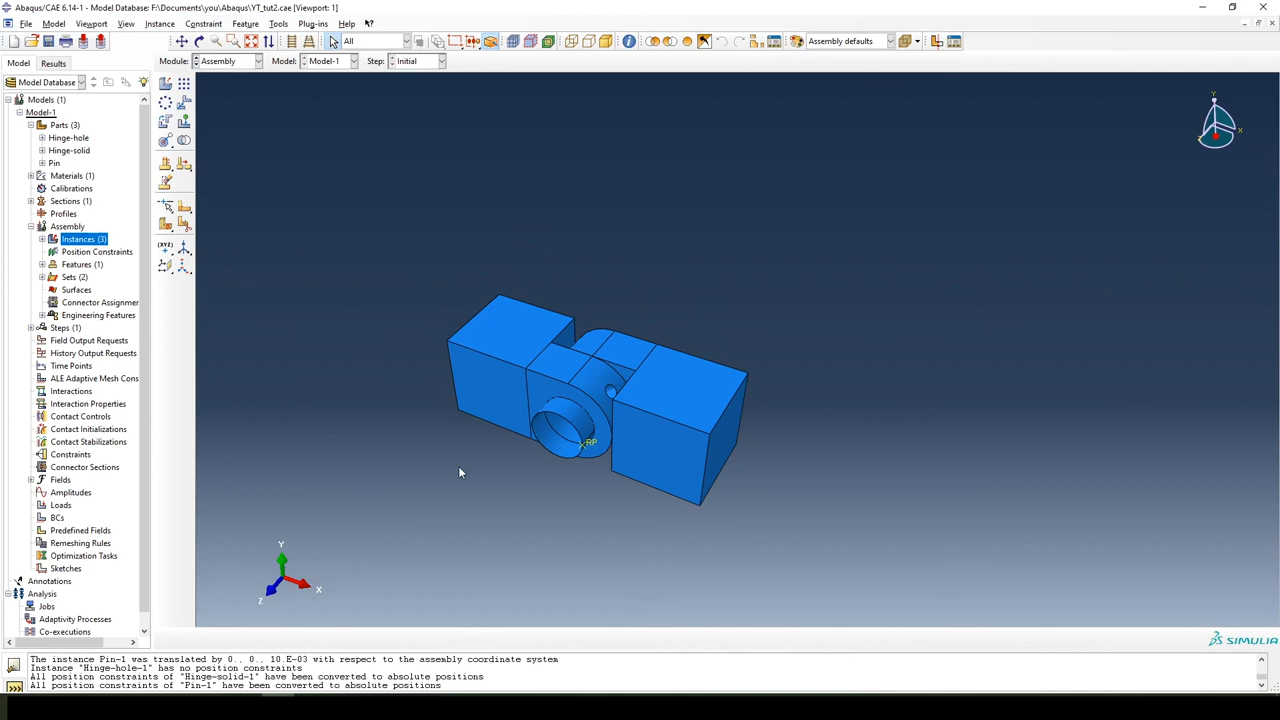 Abaqus/CAE 6.14-1 - Model Database: F:\Documents\you\Abaqus\YT_tut2.cae [Viewport: 1]
File Model Viewport View Instance Constraint Feature Tools Plug-ins Help
All Assembly defaults
Model Results Module: Assembly Model: Model-1 Step: Initial
Model Database
Models (1)
Model-1
Parts (3)
Hinge-hole
Hinge-solid
Pin
Materials (1)
Calibrations
Sections (1)
Profiles
Assembly
Instances (3)
Position Constraints
Features (1)
Sets (2)
Surfaces
Connector Assignmer
Engineering Features
Steps (1)
Field Output Requests
History Output Requests
Time Points
ALE Adaptive Mesh Cons
Interactions
Interaction Properties
Contact Controls
Contact Initializations
Contact Stabilizations
Constraints
Connector Sections
Fields
Amplitudes
Loads
BCs
Predefined Fields
Remeshing Rules
Optimization Tasks
Sketches
Annotations
Analysis
Jobs
Adaptivity Processes
Co-executions
(XYZ)
Y
X
Z
RP
Y
X
Z
SIMULIA
The instance Pin-1 was translated by 0., 0., 10.E-03 with respect to the assembly coordinate system
Instance "Hinge-hole-1" has no position constraints
All position constraints of "Hinge-solid-1" have been converted to absolute positions
All position constraints of "Pin-1" have been converted to absolute positions
>>>